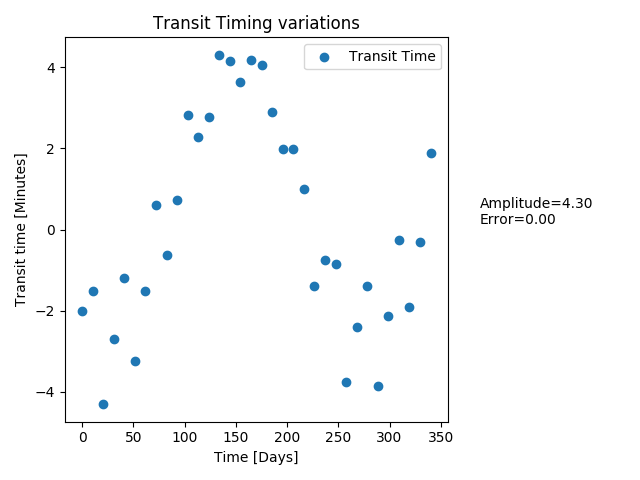 Transit Timing variations
Transit Time
Transit time [Minutes]
4
2
0
−2
−4
0
50
100
150
200
250
300
350
Time [Days]
Amplitude=4.30
Error=0.00